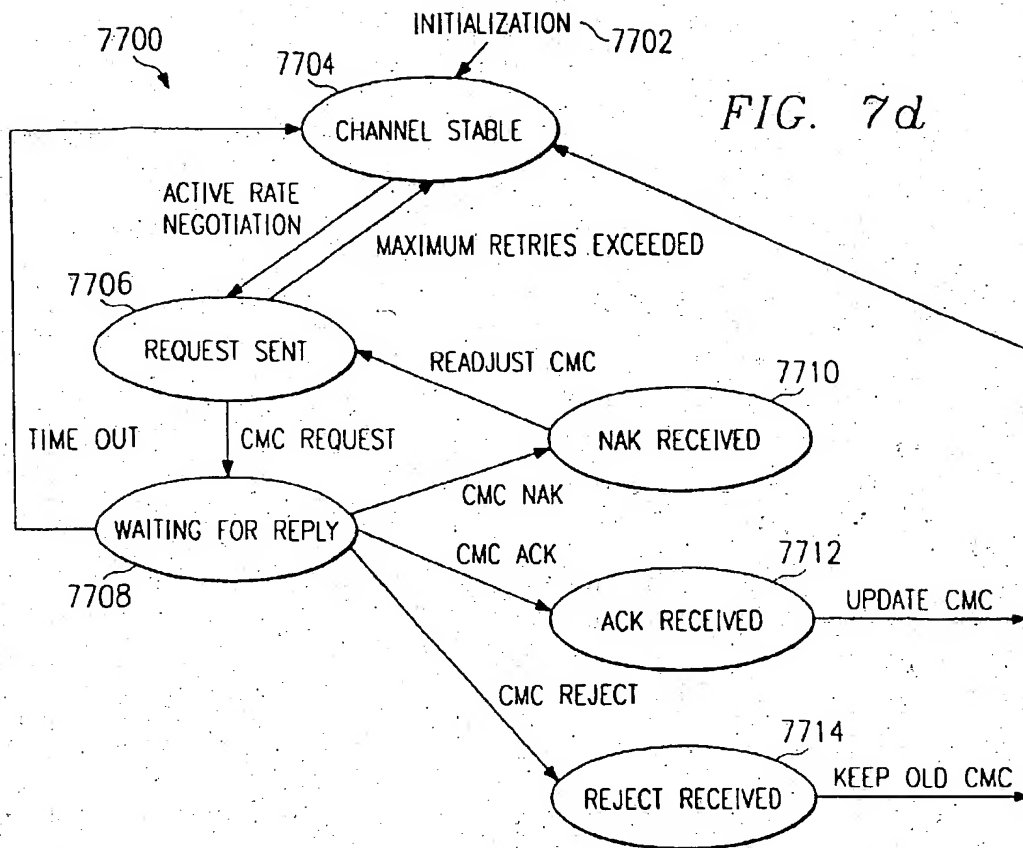 INITIALIZATION
7702
7700
7704
FIG. 7d
CHANNEL STABLE
ACTIVE RATE
NEGOTIATION
MAXIMUM RETRIES EXCEEDED
7706
REQUEST SENT
READJUST CMC
7710
NAK RECEIVED
TIME OUT
CMC REQUEST
CMC NAK
WAITING FOR REPLY
7708
CMC ACK
7712
ACK RECEIVED
UPDATE CMC
CMC REJECT
7714
REJECT RECEIVED
KEEP OLD CMC